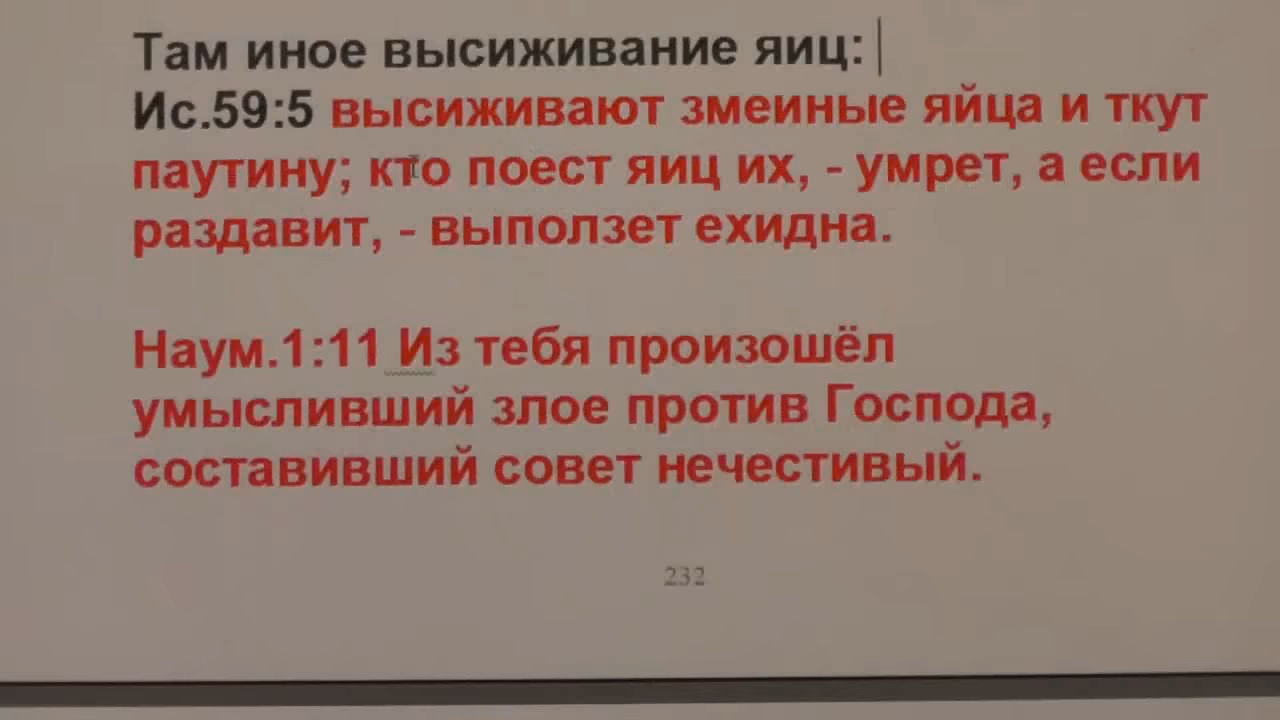 Там иное высиживание яиц:
Ис.59:5 высиживают змеиные яйца и ткут
паутину; кто поест яиц их, - умрет, а если
раздавит, - выползет ехидна.
Наум.1:11 Из тебя произошёл
умысливший злое против Господа,
составивший совет нечестивый.
232